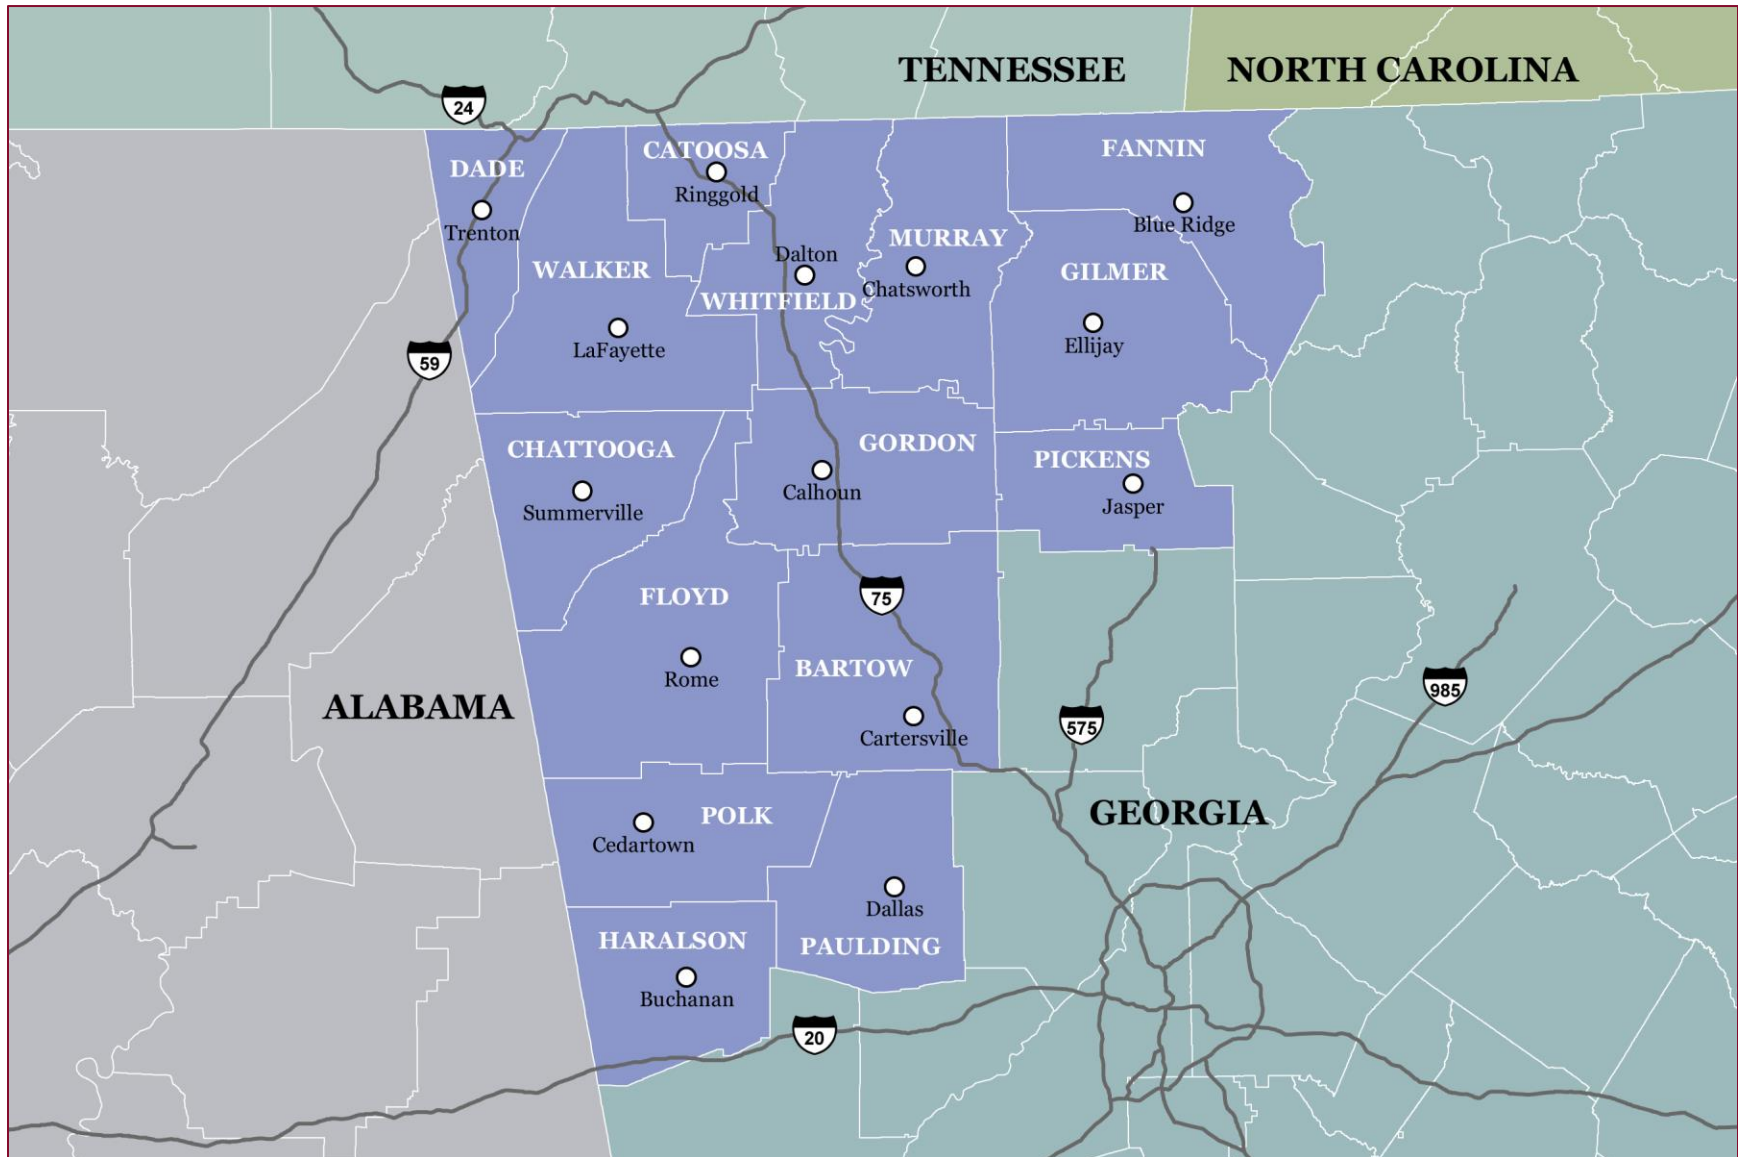 TENNESSEE
NORTH CAROLINA
24
CATOOSA
FANNIN
DADE
Ringgold
Trenton
Blue Ridge
MURRAY
Dalton
WALKER
GILMER
Chatsworth
WHITFIELD
LaFayette
Ellijay
59
GORDON
CHATTOOGA
PICKENS
Calhoun
Jasper
Summerville
FLOYD
75
BARTOW
Rome
985
ALABAMA
575
Cartersville
GEORGIA
POLK
Cedartown
Dallas
HARALSON
PAULDING
Buchanan
20